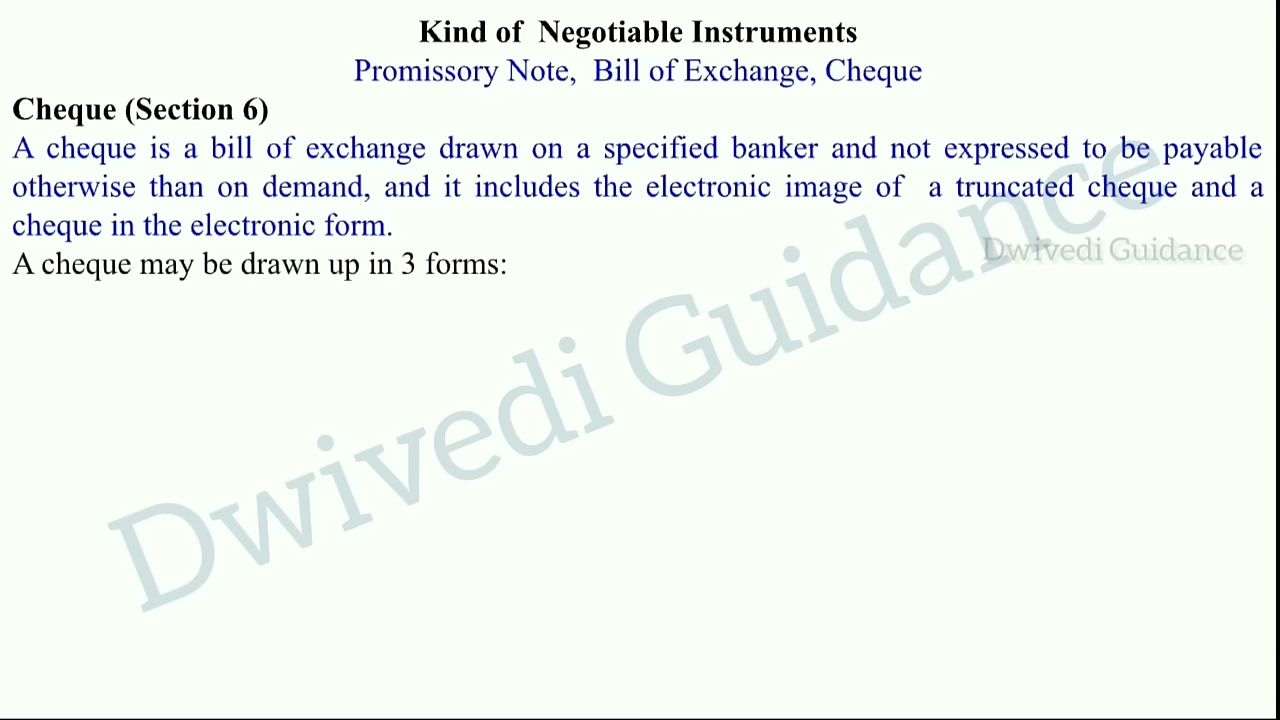 Kind of Negotiable Instruments
Promissory Note, Bill of Exchange, Cheque
Cheque (Section 6)
A cheque is a bill of exchange drawn on a specified banker and not expressed to be payable
otherwise than on demand, and it includes the electronic image of a truncated cheque and a
cheque in the electronic form.
Dwivedi Guidance
A cheque may be drawn up in 3 forms:
Dwivedi Guidance